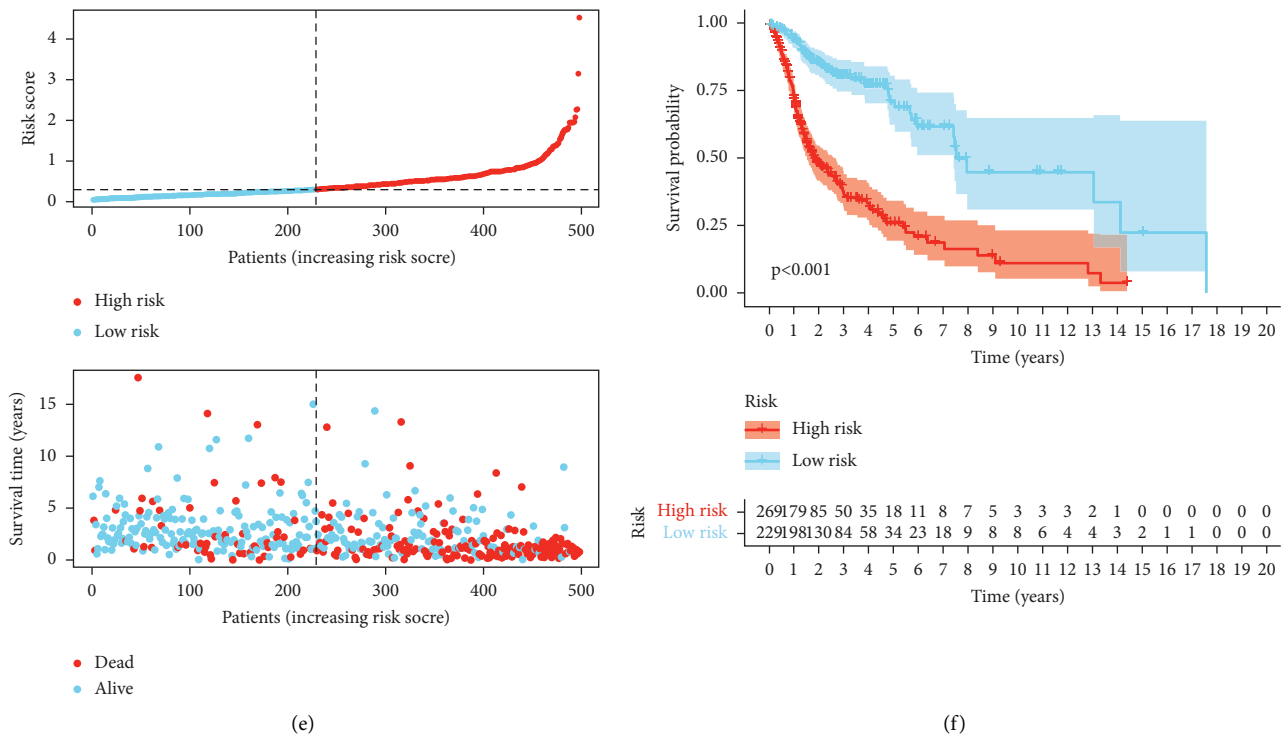 Risk score
4
3
2
1
0
0 100 200 300 400 500
Patients (increasing risk socre)
High risk
Low risk
Survival time (years)
15
10
5
0
0 100 200 300 400 500
Patients (increasing risk socre)
Dead
Alive
(e)
Survival probability
1.00
0.75
0.50
0.25
0.00
p<0.001
0 1 2 3 4 5 6 7 8 9 10 11 12 13 14 15 16 17 18 19 20
Time (years)
Risk
High risk
Low risk
Risk
High risk 269 179 85 50 35 18 11 8 7 5 3 3 3 2 1 0 0 0 0 0 0
Low risk 229 198 130 84 58 34 23 18 9 8 8 6 4 4 3 2 1 1 0 0 0
0 1 2 3 4 5 6 7 8 9 10 11 12 13 14 15 16 17 18 19 20
Time (years)
(f)